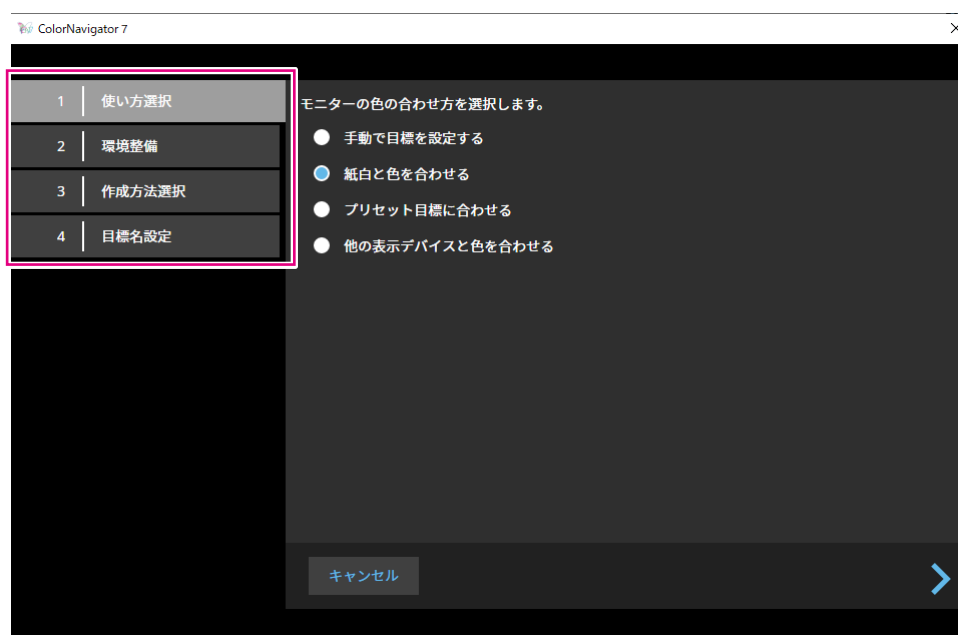 ColorNavigator 7
1 使い方選択
2 環境整備
3 作成方法選択
4 目標名設定
モニターの色の合わせ方を選択します。
手動で目標を設定する
紙白と色を合わせる
プリセット目標に合わせる
他の表示デバイスと色を合わせる
キャンセル